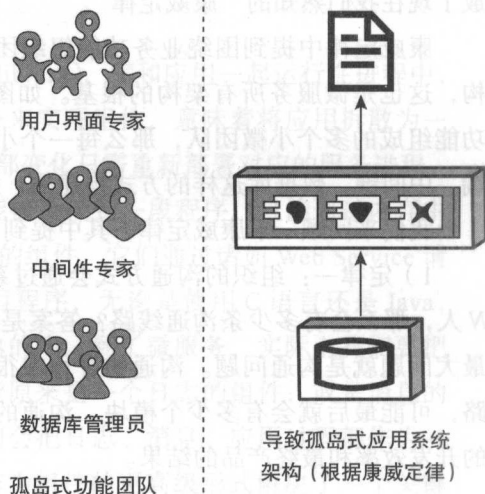 用户界面专家
中间件专家
数据库管理员
孤岛式功能团队
导致孤岛式应用系统
架构（根据康威定律）